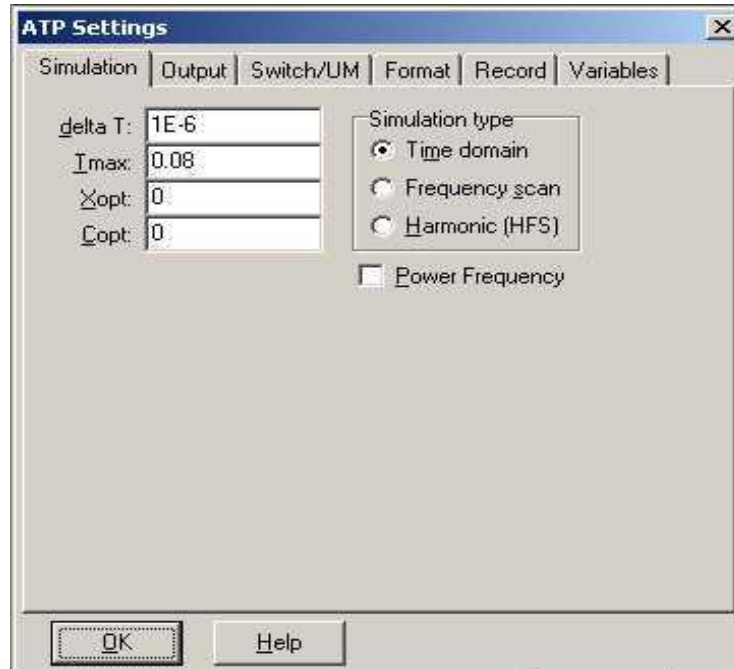 ATP Settings
Simulation Output Switch/UM Format Record Variables
delta T: 1E-6
Tmax: 0.08
Xopt: 0
Copt: 0
Simulation type
Time domain
Frequency scan
Harmonic (HFS)
Power Frequency
OK Help